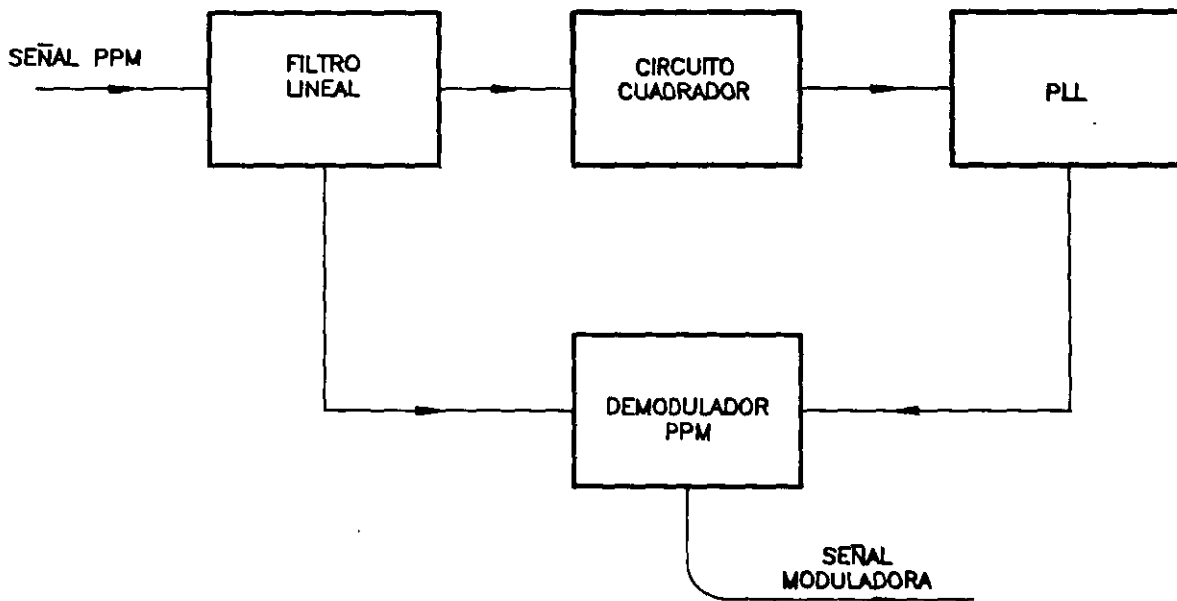 SEÑAL PPM
FILTRO
LINEAL
CIRCUITO
CUADRADOR
PLL
DEMODULADOR
PPM
SEÑAL
MODULADORA